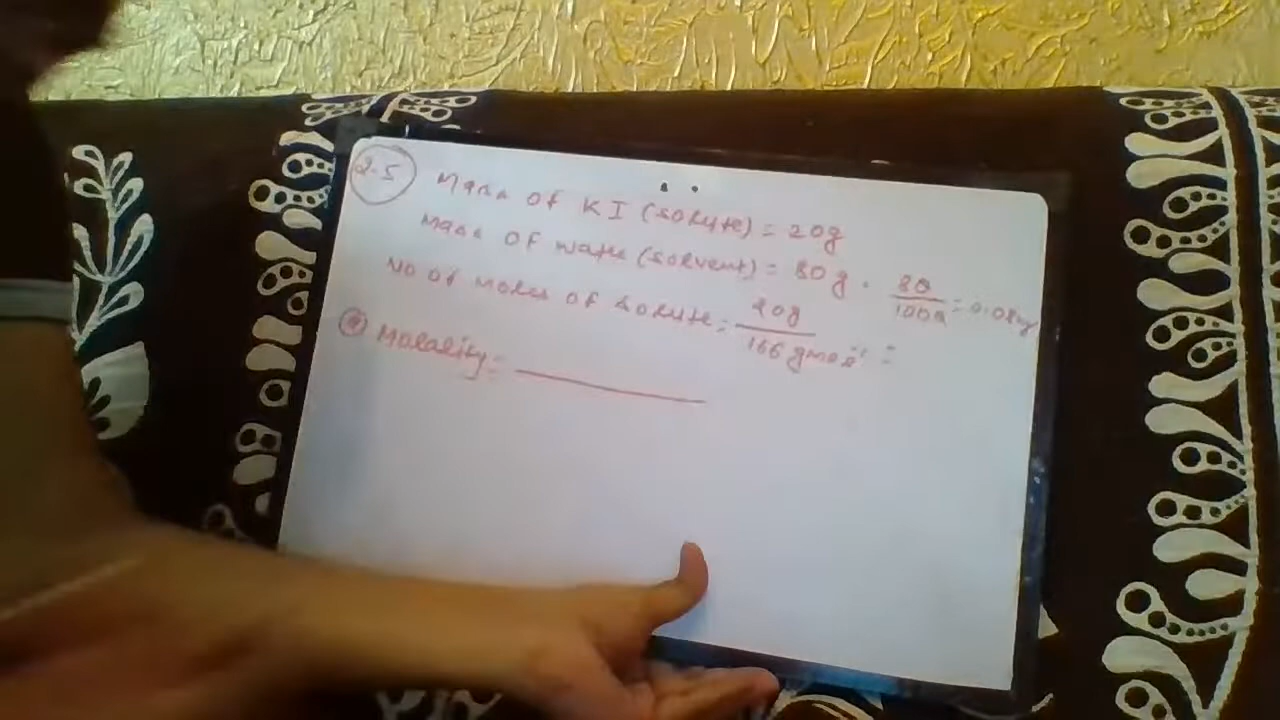 2.5 Mass of KI (solute) = 20g
Mass of water (solvent) = 80 g. 80/1000 = 0.08kg
No of moles of solute = 20g/166 gmol⁻¹ =
(a) Molality =